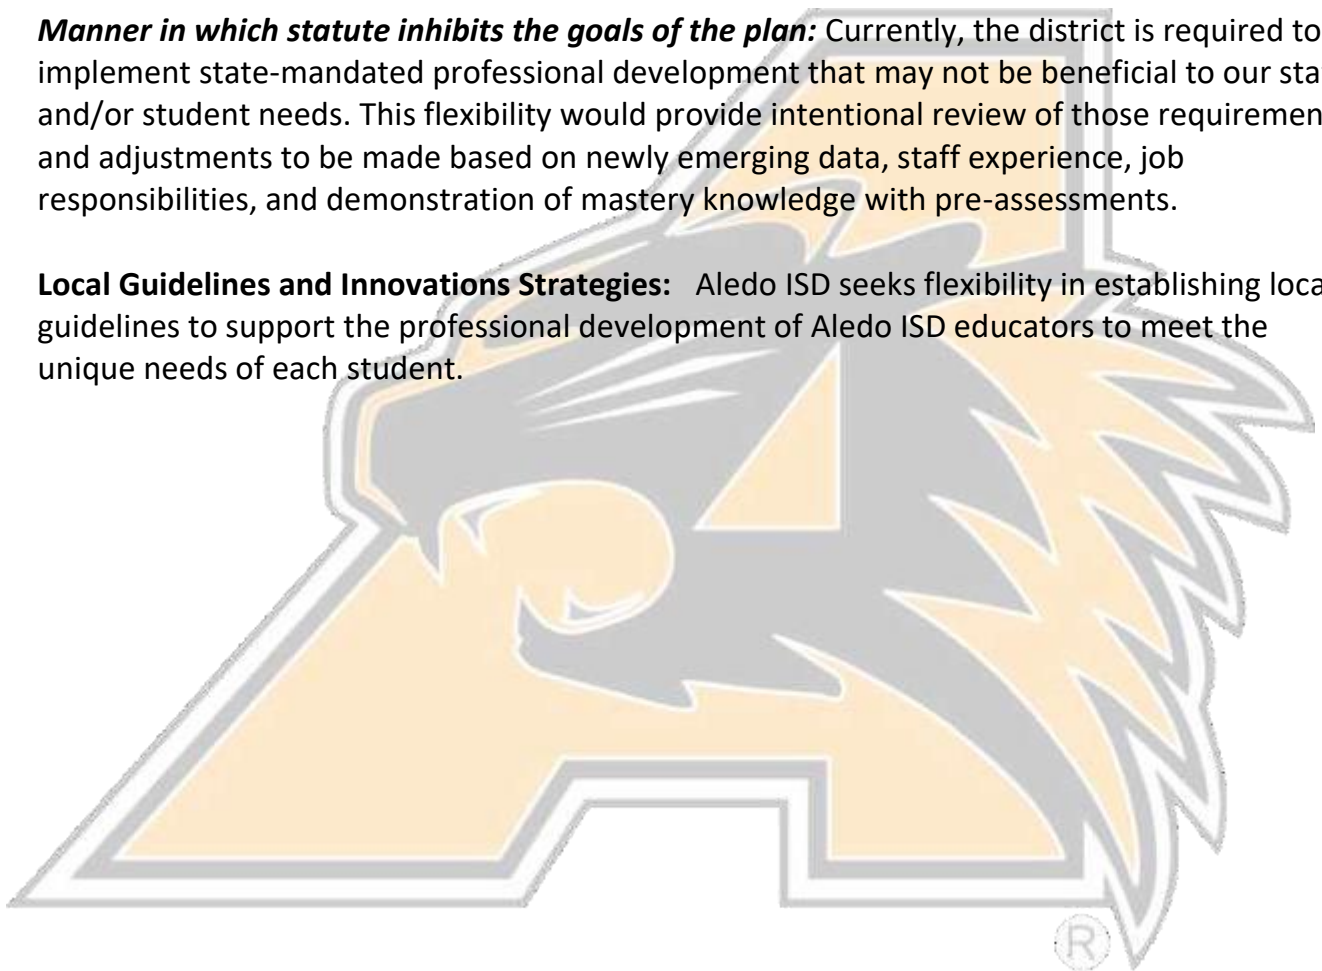 Manner in which statute inhibits the goals of the plan: Currently, the district is required to
implement state-mandated professional development that may not be beneficial to our sta
and/or student needs. This flexibility would provide intentional review of those requiremen
and adjustments to be made based on newly emerging data, staff experience, job
responsibilities, and demonstration of mastery knowledge with pre-assessments.
Local Guidelines and Innovations Strategies: Aledo ISD seeks flexibility in establishing loca
guidelines to support the professional development of Aledo ISD educators to meet the
unique needs of each student.
A
®